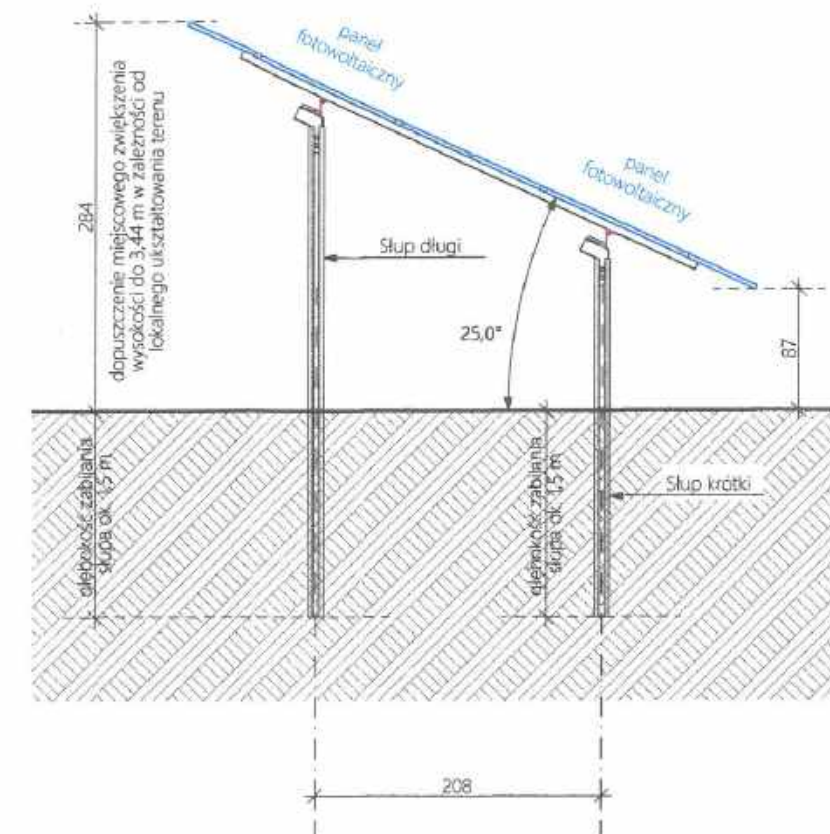 panel
fotowoltaiczny
panel
fotowoltaiczny
284
dopuszczenie miejscowego zwiększenia
wysokości do 3,44 m w zależności od
lokalnego ukształtowania terenu
Słup długi
25,0°
87
głębokość zabijania
słupa ok. 1,5 m
głębokość zabijania
słupa ok. 1,5 m
Słup krótki
208